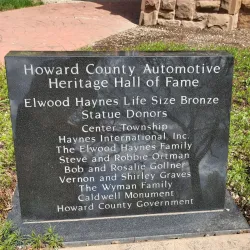 Howard County Automotive
Heritage Hall of Fame
Elwood Haynes Life Size Bronze
Statue Donors
Center Township
Haynes International, Inc.
The Elwood Haynes Family
Steve and Robbie Ortman
Bob and Rosalie Gollner
Vernon and Shirley Graves
The Wyman Family
Caldwell Monument
Howard County Government